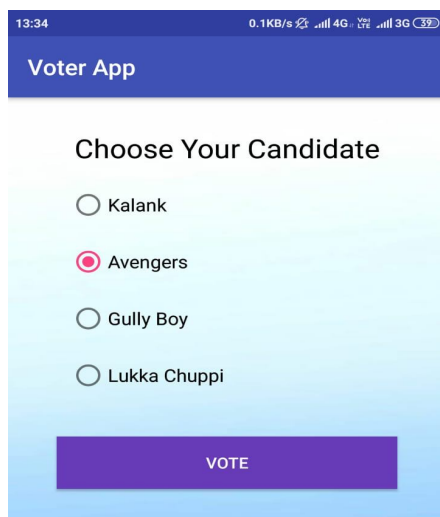 13:34 0.1KB/s 4G Vo) LTE 3G 39
Voter App
Choose Your Candidate
Kalank
Avengers
Gully Boy
Lukka Chuppi
VOTE